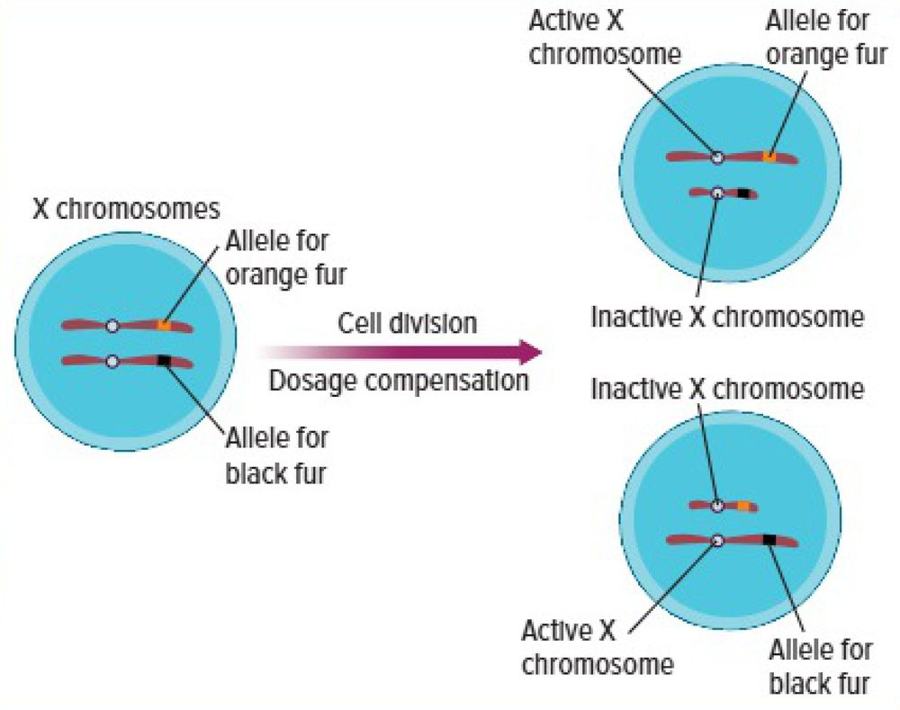 X chromosomes
Allele for
orange fur
Allele for
black fur
Cell division
Dosage compensation
Active X
chromosome
Allele for
orange fur
Inactive X chromosome
Inactive X chromosome
Active X
chromosome
Allele for
black fur